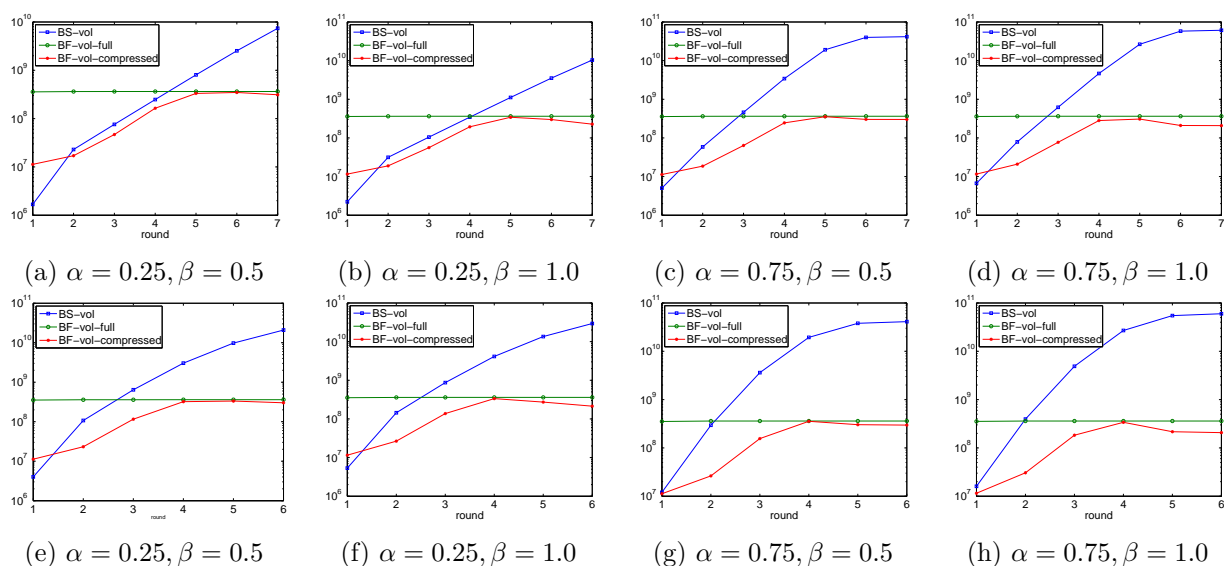 10^10
10^9
10^8
10^7
10^6
BS-vol
BF-vol-full
BF-vol-compressed
1 2 3 4 5 6 7
round
(a) α = 0.25, β = 0.5
10^11
10^10
10^9
10^8
10^7
10^6
BS-vol
BF-vol-full
BF-vol-compressed
1 2 3 4 5 6 7
round
(b) α = 0.25, β = 1.0
10^11
10^10
10^9
10^8
10^7
10^6
BS-vol
BF-vol-full
BF-vol-compressed
1 2 3 4 5 6 7
round
(c) α = 0.75, β = 0.5
10^11
10^10
10^9
10^8
10^7
10^6
BS-vol
BF-vol-full
BF-vol-compressed
1 2 3 4 5 6 7
round
(d) α = 0.75, β = 1.0
10^11
10^10
10^9
10^8
10^7
10^6
BS-vol
BF-vol-full
BF-vol-compressed
1 2 3 4 5 6
round
(e) α = 0.25, β = 0.5
10^11
10^10
10^9
10^8
10^7
10^6
BS-vol
BF-vol-full
BF-vol-compressed
1 2 3 4 5 6
round
(f) α = 0.25, β = 1.0
10^11
10^10
10^9
10^8
10^7
BS-vol
BF-vol-full
BF-vol-compressed
1 2 3 4 5 6
round
(g) α = 0.75, β = 0.5
10^11
10^10
10^9
10^8
10^7
BS-vol
BF-vol-full
BF-vol-compressed
1 2 3 4 5 6
round
(h) α = 0.75, β = 1.0